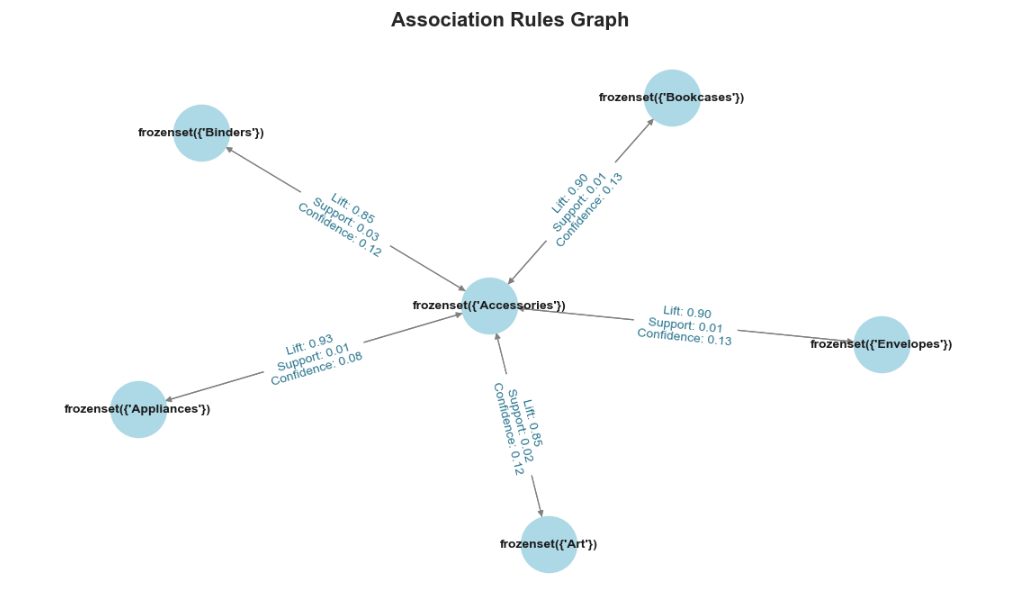 Association Rules Graph
frozenset({'Bookcases'})
frozenset({'Binders'})
Lift: 0.90
Support: 0.01
Confidence: 0.13
Lift: 0.85
Support: 0.03
Confidence: 0.12
frozenset({'Accessories'})
Lift: 0.90
Support: 0.01
Confidence: 0.13
frozenset({'Envelopes'})
Lift: 0.93
Support: 0.01
Confidence: 0.08
frozenset({'Appliances'})
Lift: 0.85
Support: 0.02
Confidence: 0.12
frozenset({'Art'})